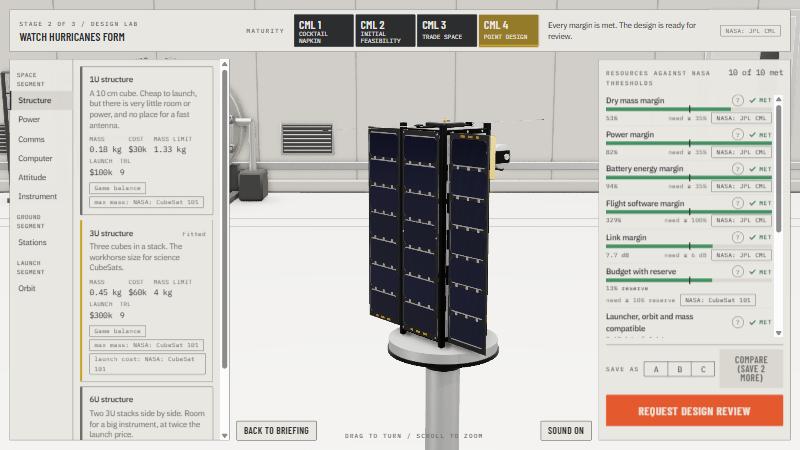 STAGE 2 OF 3 / DESIGN LAB
WATCH HURRICANES FORM
MATURITY
CML 1
COCKTAIL
NAPKIN
CML 2
INITIAL
FEASIBILITY
CML 3
TRADE SPACE
CML 4
POINT DESIGN
Every margin is met. The design is ready for
review.
NASA: JPL CML
SPACE
SEGMENT
Structure
Power
Comms
Computer
Attitude
Instrument
GROUND
SEGMENT
Stations
LAUNCH
SEGMENT
Orbit
1U structure
A 10 cm cube. Cheap to launch,
but there is very little room or
power, and no place for a fast
antenna.
MASS COST MASS LIMIT
0.18 kg $30k 1.33 kg
LAUNCH TRL
$100k 9
Game balance
max mass: NASA: CubeSat 101
3U structure Fitted
Three cubes in a stack. The
workhorse size for science
CubeSats.
MASS COST MASS LIMIT
0.45 kg $60k 4 kg
LAUNCH TRL
$300k 9
Game balance
max mass: NASA: CubeSat 101
launch cost: NASA: CubeSat
101
6U structure
Two 3U stacks side by side. Room
for a big instrument, at twice the
launch price.
BACK TO BRIEFING
DRAG TO TURN / SCROLL TO ZOOM
SOUND ON
RESOURCES AGAINST NASA
THRESHOLDS
10 of 10 met
Dry mass margin ? MET
53% need ≥ 35% NASA: JPL CML
Power margin ? MET
82% need ≥ 35% NASA: JPL CML
Battery energy margin ? MET
94% need ≥ 35% NASA: JPL CML
Flight software margin ? MET
329% need ≥ 100% NASA: JPL CML
Link margin ? MET
7.7 dB need ≥ 6 dB NASA: JPL CML
Budget with reserve ? MET
13% reserve
need ≥ 10% reserve NASA: CubeSat 101
Launcher, orbit and mass
compatible ? MET
SAVE AS A B C
COMPARE
(SAVE 2
MORE)
REQUEST DESIGN REVIEW